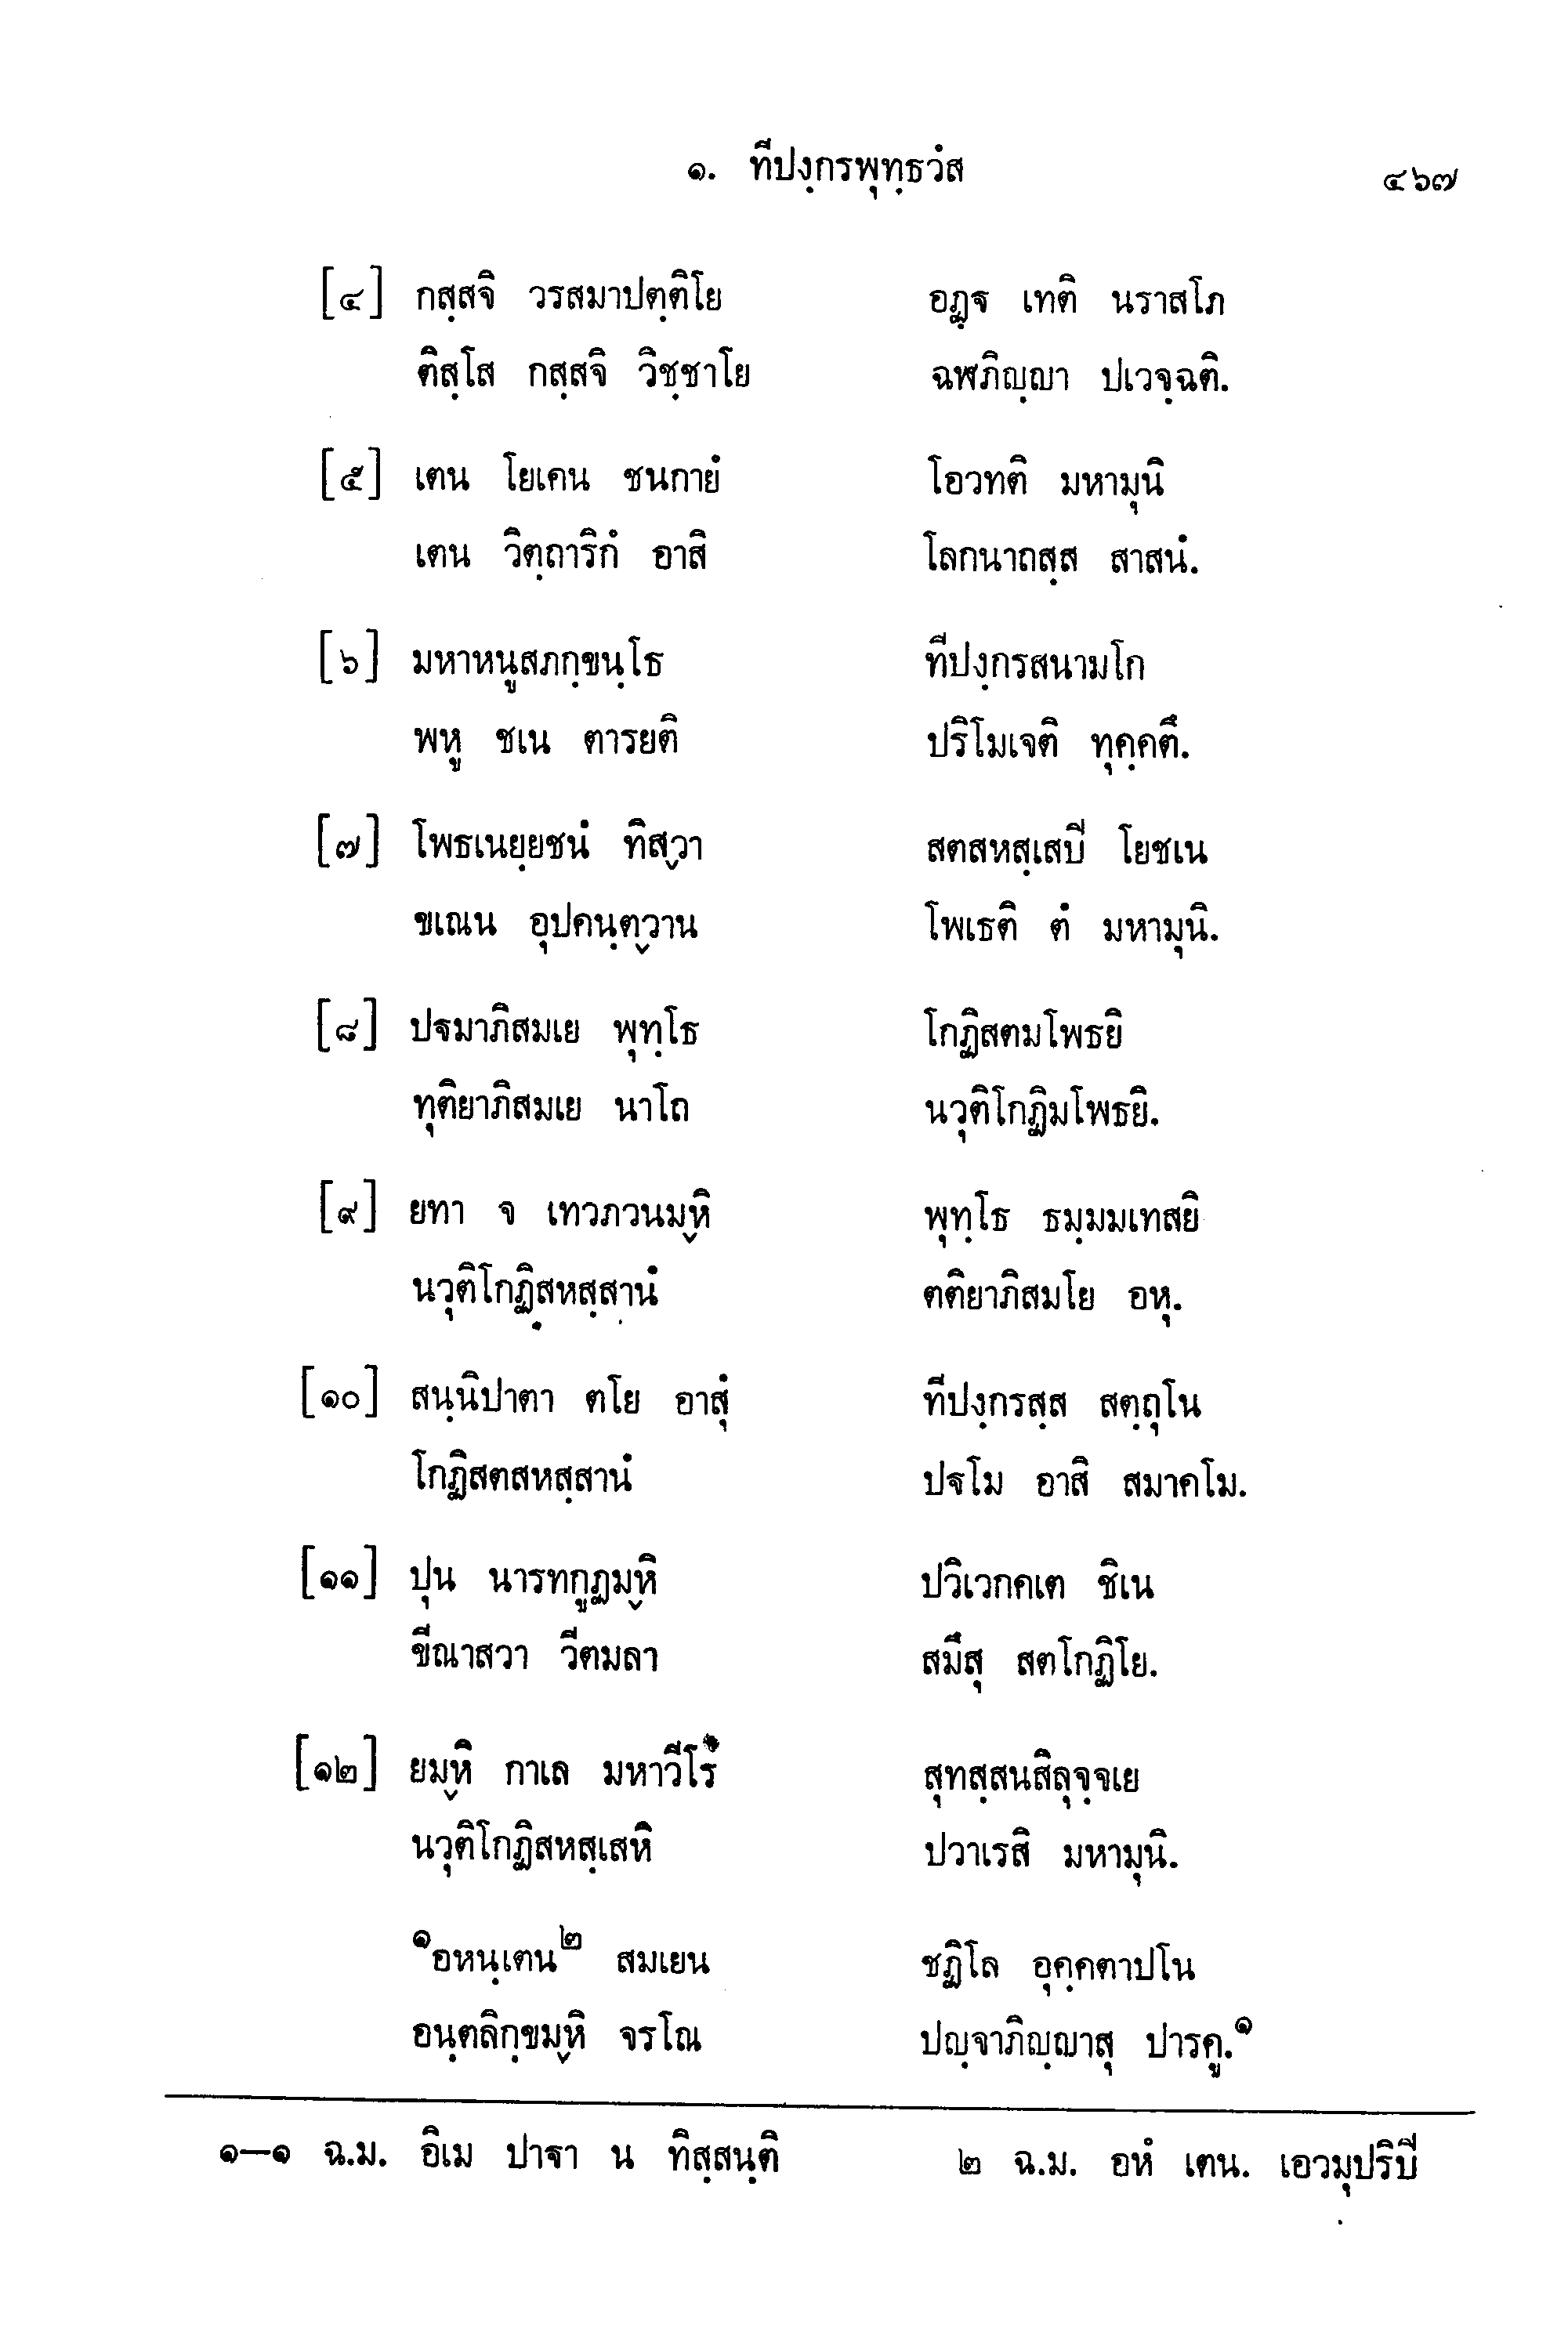 ๑. ทีปงฺกรพุทฺธวํส ๔๖๗
[๔] กสฺสจิ วรสมาปตฺติโย อฏฺฐ เทติ นราสโภ
ติสฺโส กสฺสจิ วิชฺชาโย ฉฬภิญฺญา ปเวจฺฉติ.
[๕] เตน โยเคน ชนกายํ โอวทติ มหามุนิ
เตน วิตฺถาริกํ อาสิ โลกนาถสฺส สาสนํ.
[๖] มหาหนูสภกฺขนฺโธ ทีปงฺกรสนามโก
พหู ชเน ตารยติ ปริโมเจติ ทุคฺคตึ.
[๗] โพธเนยฺยชนํ ทิสฺวา สตสหสฺเสปี โยชเน
ขเณน อุปคนฺตฺวาน โพเธติ ตํ มหามุนิ.
[๘] ปฐมาภิสมเย พุทฺโธ โกฏิสตมโพธยิ
ทุติยาภิสมเย นาโถ นวุติโกฏิมโพธยิ.
[๙] ยทา จ เทวภวนมฺหิ พุทฺโธ ธมฺมมเทสยิ
นวุติโกฏิสหสฺสานํ ตติยาภิสมโย อหุ.
[๑๐] สนฺนิปาตา ตโย อาสุํ ทีปงฺกรสฺส สตฺถุโน
โกฏิสตสหสฺสานํ ปฐโม อาสิ สมาคโม.
[๑๑] ปุน นารทกูฏมฺหิ ปวิเวกคเต ชิเน
ขีณาสวา วีตมลา สมึสุ สตโกฏิโย.
[๑๒] ยมฺหิ กาเล มหาวีโร สุทสฺสนสิลุจฺจเย
นวุติโกฏิสหสฺเสหิ ปวาเรสิ มหามุนิ.
๑อหนฺเตน๒ สมเยน ชฏิโล อุคฺคตาปโน
อนฺตลิกฺขมฺหิ จรโณ ปญฺจาภิญฺญาสุ ปารคู.๑
๑—๑ ฉ.ม. อิเม ปาฐา น ทิสฺสนฺติ ๒ ฉ.ม. อหํ เตน. เอวมุปริปี